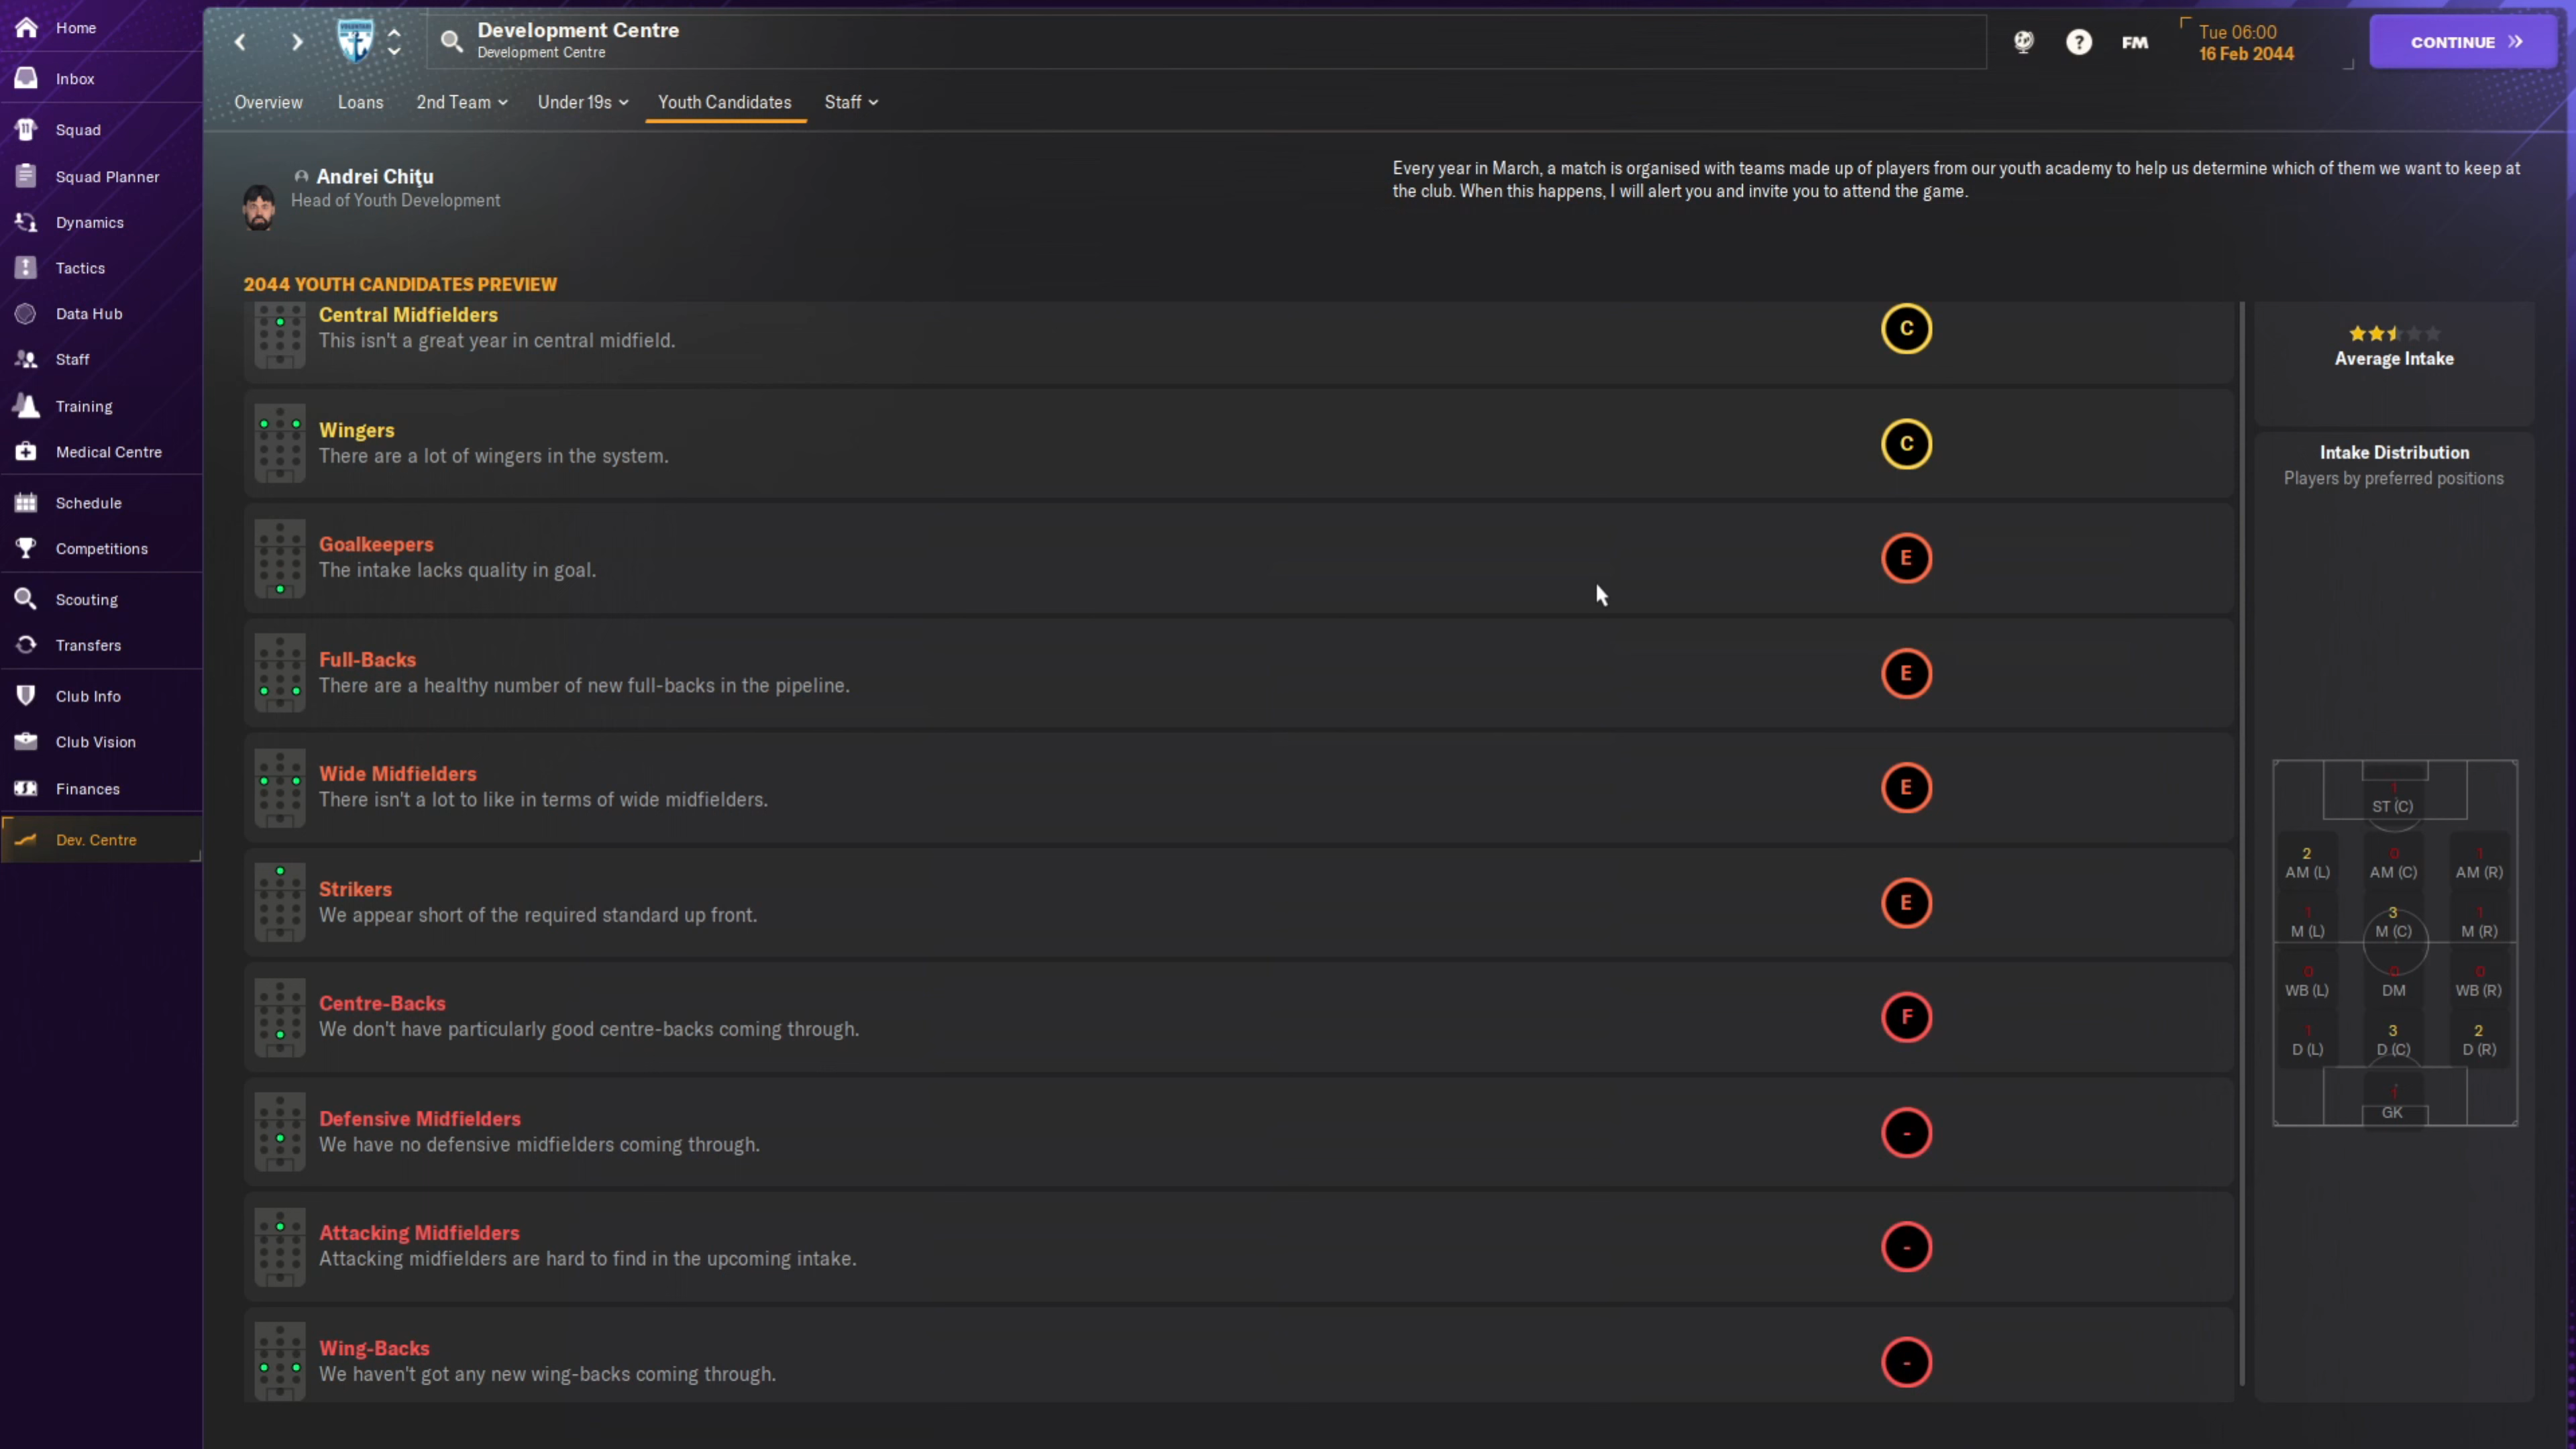 Home
Inbox
Squad
Squad Planner
Dynamics
Tactics
Data Hub
Staff
Training
Medical Centre
Schedule
Competitions
Scouting
Transfers
Club Info
Club Vision
Finances
Dev. Centre
Development Centre
Development Centre
?
FM
Tue 06:00
16 Feb 2044
CONTINUE
Overview
Loans
2nd Team
Under 19s
Youth Candidates
Staff
Andrei Chițu
Head of Youth Development
Every year in March, a match is organised with teams made up of players from our youth academy to help us determine which of them we want to keep at
the club. When this happens, I will alert you and invite you to attend the game.
2044 YOUTH CANDIDATES PREVIEW
Central Midfielders
This isn't a great year in central midfield.
C
Wingers
There are a lot of wingers in the system.
C
Goalkeepers
The intake lacks quality in goal.
E
Full-Backs
There are a healthy number of new full-backs in the pipeline.
E
Wide Midfielders
There isn't a lot to like in terms of wide midfielders.
E
Strikers
We appear short of the required standard up front.
E
Centre-Backs
We don't have particularly good centre-backs coming through.
F
Defensive Midfielders
We have no defensive midfielders coming through.
-
Attacking Midfielders
Attacking midfielders are hard to find in the upcoming intake.
-
Wing-Backs
We haven't got any new wing-backs coming through.
-
Average Intake
Intake Distribution
Players by preferred positions
1
ST (C)
2 0 1
AM (L) AM (C) AM (R)
1 3 1
M (L) M (C) M (R)
0 0 0
WB (L) DM WB (R)
1 3 2
D (L) D (C) D (R)
1
GK